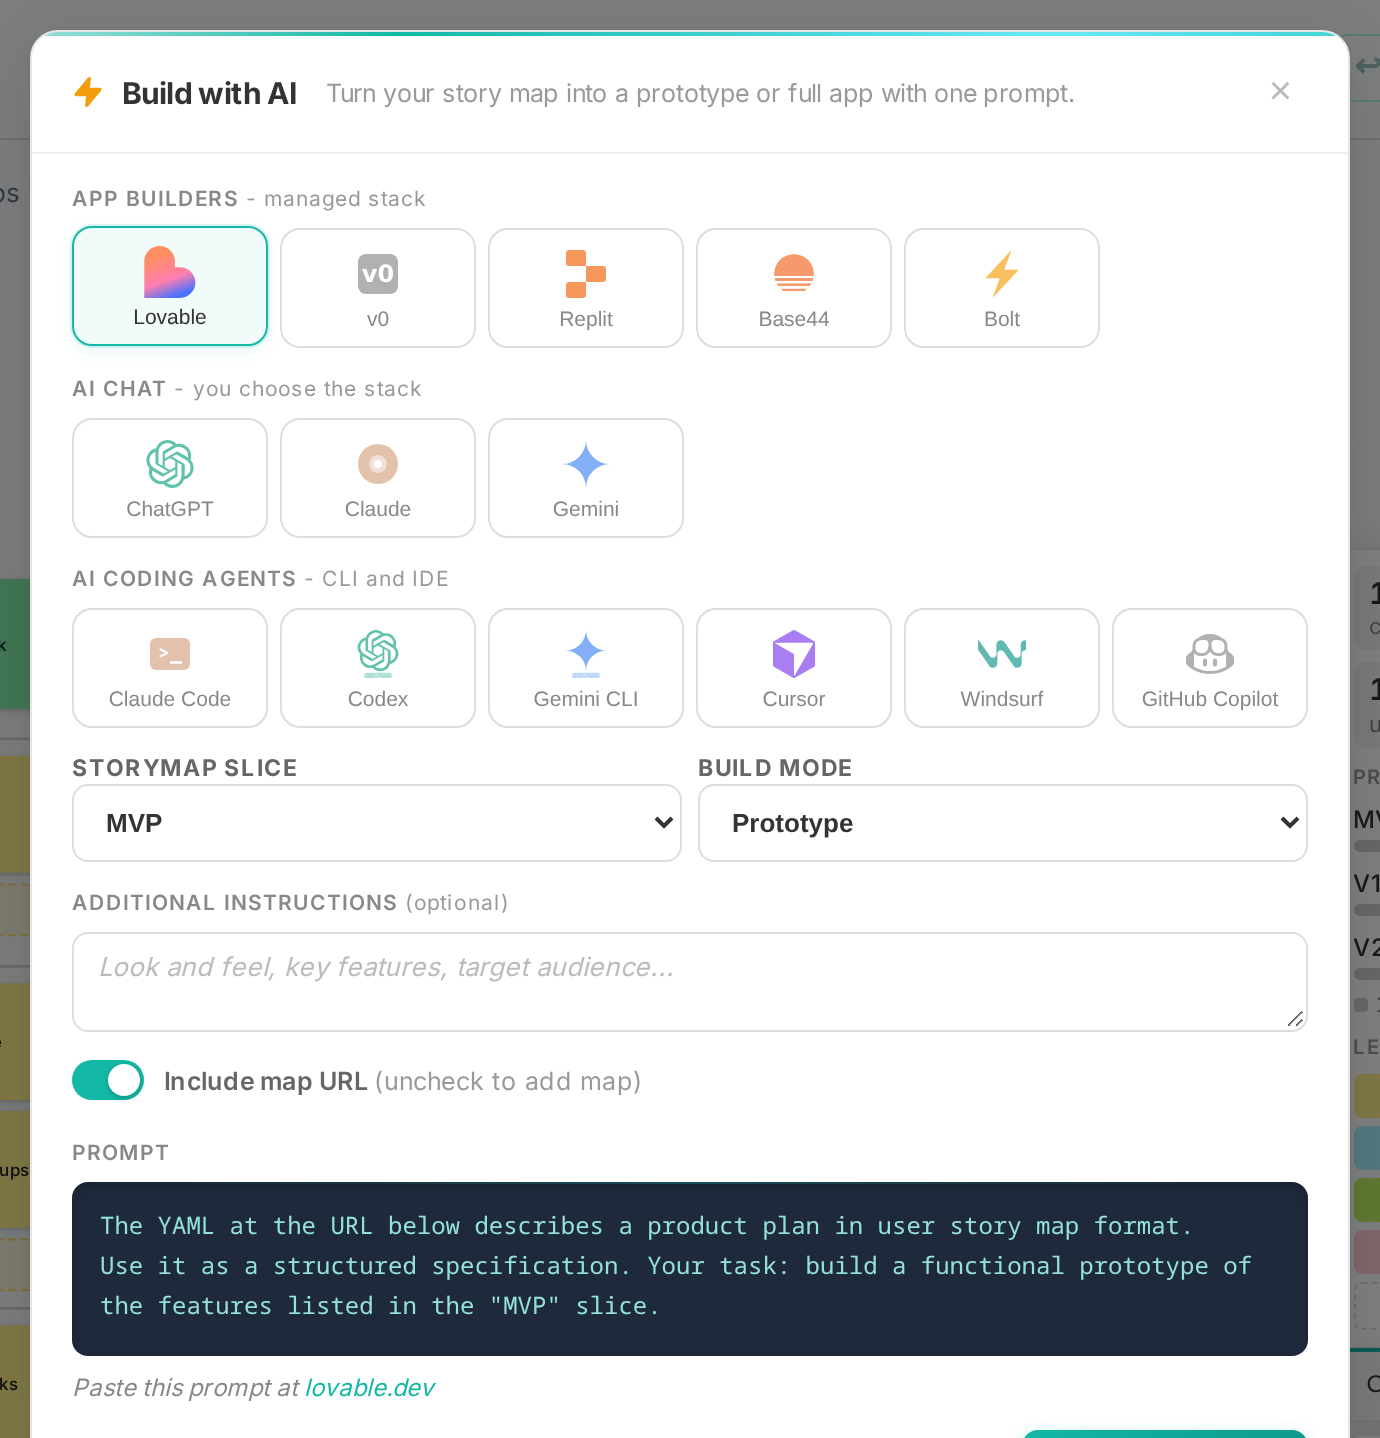 Build with AI Turn your story map into a prototype or full app with one prompt.
APP BUILDERS - managed stack
v0
Lovable v0 Replit Base44 Bolt
AI CHAT - you choose the stack
ChatGPT Claude Gemini
AI CODING AGENTS - CLI and IDE
>_
Claude Code Codex Gemini CLI Cursor Windsurf GitHub Copilot
STORYMAP SLICE BUILD MODE
MVP Prototype
ADDITIONAL INSTRUCTIONS (optional)
Look and feel, key features, target audience...
Include map URL (uncheck to add map)
PROMPT
The YAML at the URL below describes a product plan in user story map format.
Use it as a structured specification. Your task: build a functional prototype of
the features listed in the "MVP" slice.
Paste this prompt at lovable.dev